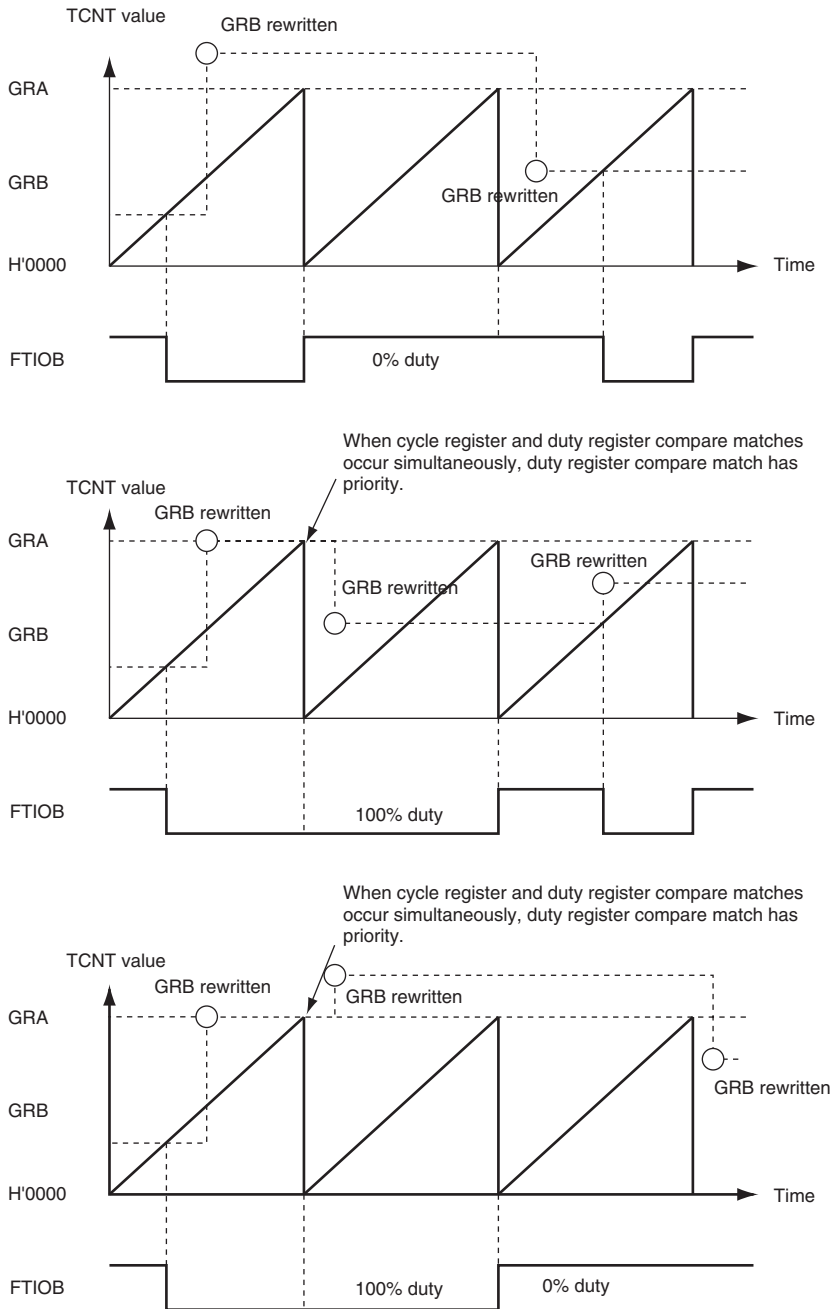 TCNT value
GRB rewritten
GRA
GRB
GRB rewritten
H'0000
Time
FTIOB
0% duty
When cycle register and duty register compare matches
occur simultaneously, duty register compare match has
priority.
TCNT value
GRB rewritten
GRA
GRB rewritten
GRB rewritten
GRB
H'0000
Time
FTIOB
100% duty
When cycle register and duty register compare matches
occur simultaneously, duty register compare match has
priority.
TCNT value
GRB rewritten
GRB rewritten
GRA
GRB rewritten
GRB
H'0000
Time
FTIOB
100% duty
0% duty